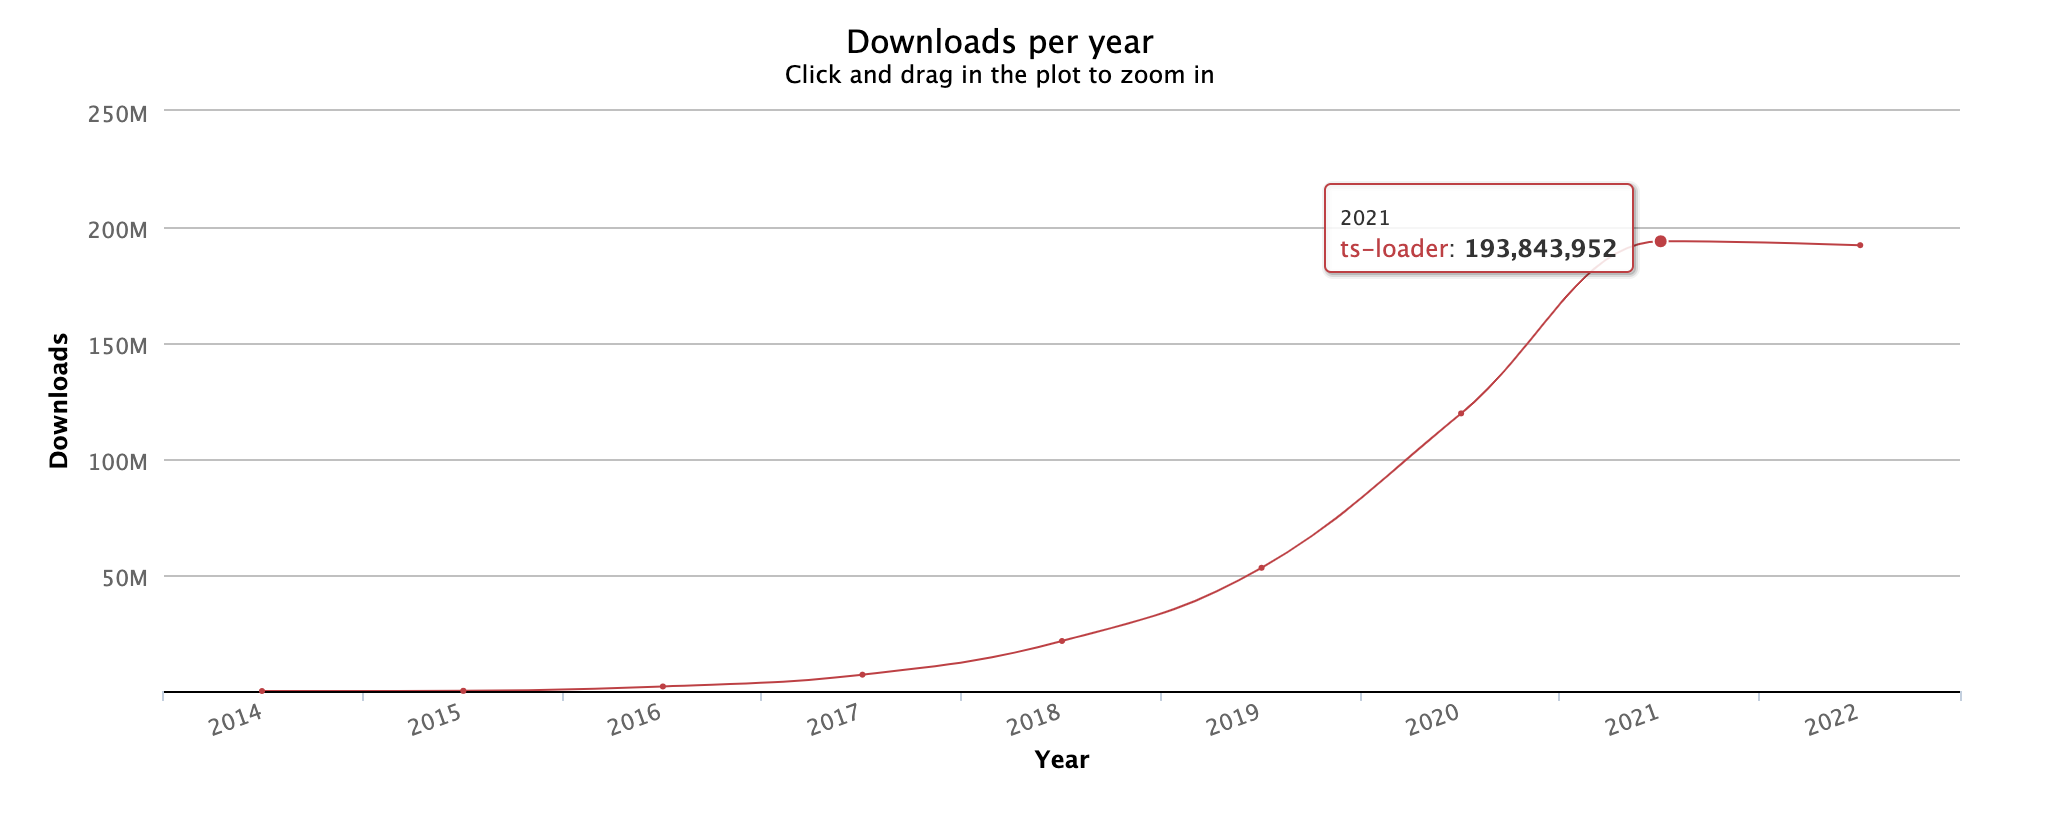 Downloads per year
Click and drag in the plot to zoom in
250M
200M
150M
100M
50M
Downloads
2021
ts-loader: 193,843,952
2014
2015
2016
2017
2018
2019
2020
2021
2022
Year